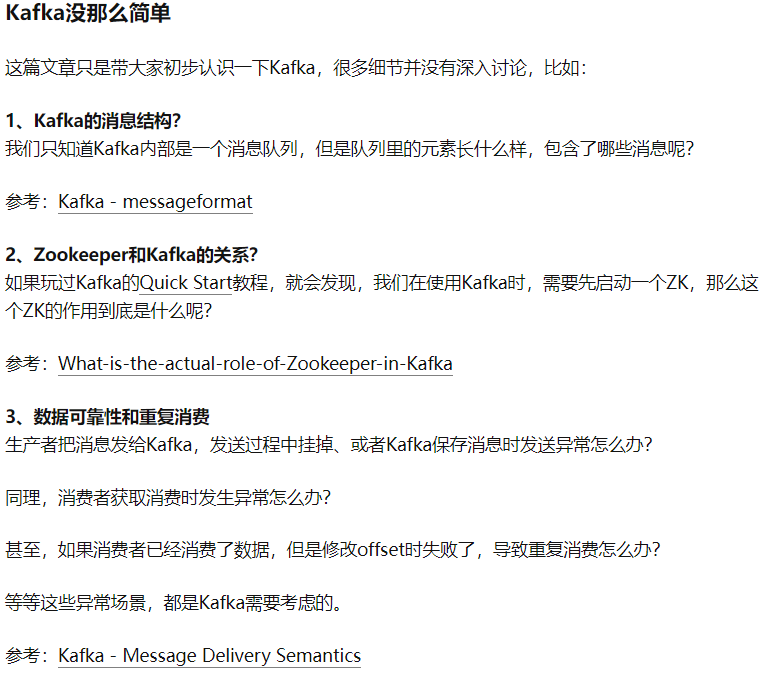 Kafka没那么简单
这篇文章只是带大家初步认识一下Kafka，很多细节并没有深入讨论，比如：
1、Kafka的消息结构？
我们只知道Kafka内部是一个消息队列，但是队列里的元素长什么样，包含了哪些消息呢？
参考：Kafka - messageformat
2、Zookeeper和Kafka的关系？
如果玩过Kafka的Quick Start教程，就会发现，我们在使用Kafka时，需要先启动一个ZK，那么这
个ZK的作用到底是什么呢？
参考：What-is-the-actual-role-of-Zookeeper-in-Kafka
3、数据可靠性和重复消费
生产者把消息发给Kafka，发送过程中挂掉、或者Kafka保存消息时发送异常怎么办？
同理，消费者获取消费时发生异常怎么办？
甚至，如果消费者已经消费了数据，但是修改offset时失败了，导致重复消费怎么办？
等等这些异常场景，都是Kafka需要考虑的。
参考：Kafka - Message Delivery Semantics